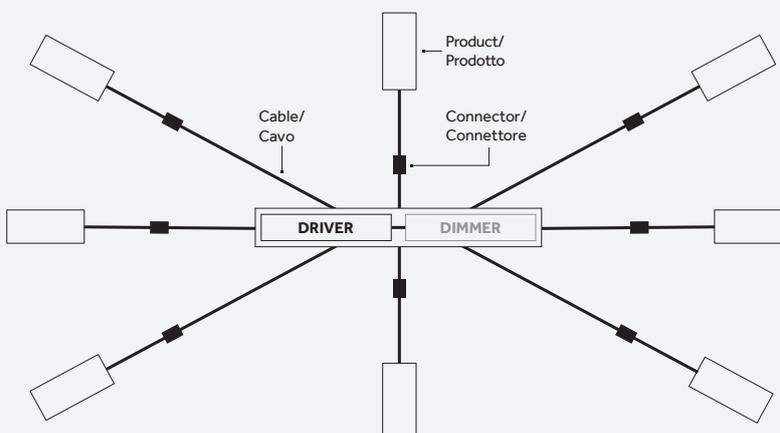 Product/
Prodotto
Cable/
Cavo
Connector/
Connettore
DRIVER
DIMMER